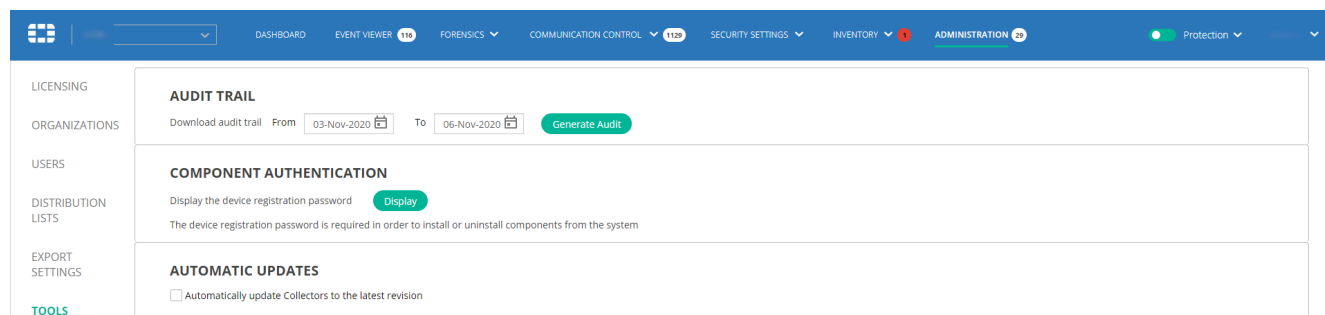 DASHBOARD EVENT VIEWER 116 FORENSICS COMMUNICATION CONTROL 1129 SECURITY SETTINGS INVENTORY 1 ADMINISTRATION 29 Protection
LICENSING
ORGANIZATIONS
USERS
DISTRIBUTION
LISTS
EXPORT
SETTINGS
TOOLS
AUDIT TRAIL
Download audit trail From 03-Nov-2020 To 06-Nov-2020 Generate Audit
COMPONENT AUTHENTICATION
Display the device registration password Display
The device registration password is required in order to install or uninstall components from the system
AUTOMATIC UPDATES
Automatically update Collectors to the latest revision